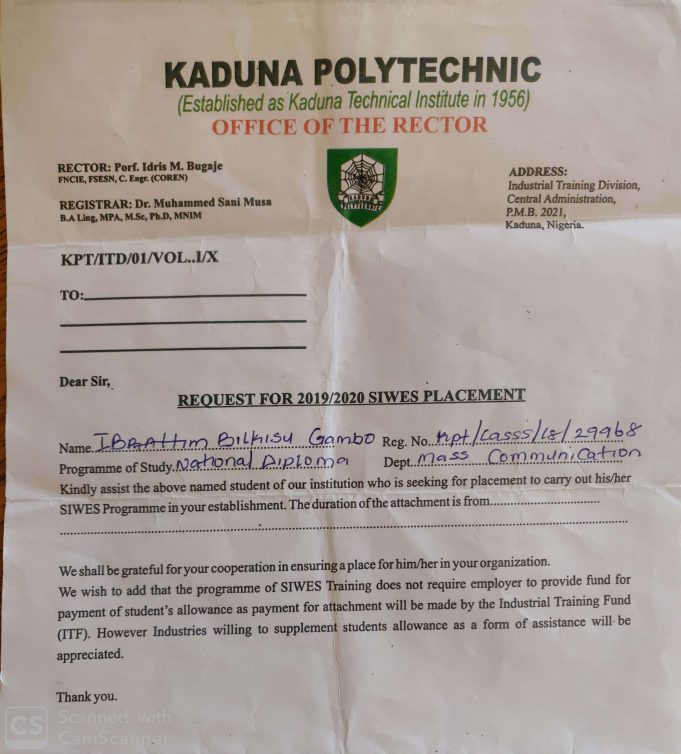 KADUNA POLYTECHNIC
(Established as Kaduna Technical Institute in 1956)
OFFICE OF THE RECTOR
RECTOR: Porf. Idris M. Bugaje
FNCIE, FSESN, C. Engr. (COREN)
REGISTRAR: Dr. Muhammed Sani Musa
B.A Ling, MPA, M.Sc, Ph.D, MNIM
KADUNA
POLYTECHNIC
ADDRESS:
Industrial Training Division,
Central Administration,
P.M.B. 2021,
Kaduna, Nigeria.
KPT/ITD/01/VOL..I/X
TO:
Dear Sir,
REQUEST FOR 2019/2020 SIWES PLACEMENT
Name. IBRAHIM Bilkisu Gambo Reg. No. Kpt/Casss/18/29968
Programme of Study. National Diploma Dept. Mass Communication
Kindly assist the above named student of our institution who is seeking for placement to carry out his/her
SIWES Programme in your establishment. The duration of the attachment is from..............................
We shall be grateful for your cooperation in ensuring a place for him/her in your organization.
We wish to add that the programme of SIWES Training does not require employer to provide fund for
payment of student's allowance as payment for attachment will be made by the Industrial Training Fund
(ITF). However Industries willing to supplement students allowance as a form of assistance will be
appreciated.
Thank you.
CS Scanned with
CamScanner